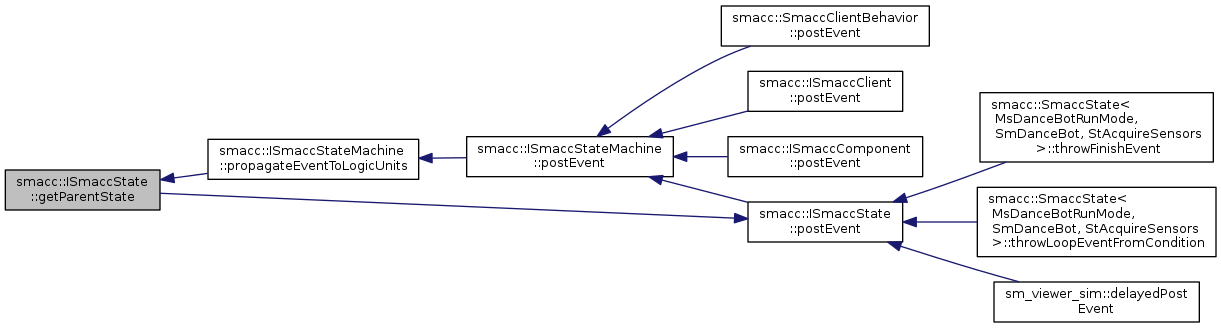 smacc::SmaccClientBehavior
::postEvent
smacc::ISmaccClient
::postEvent
smacc::SmaccState<
MsDanceBotRunMode,
SmDanceBot, StAcquireSensors
>::throwFinishEvent
smacc::ISmaccStateMachine
::propagateEventToLogicUnits
smacc::ISmaccStateMachine
::postEvent
smacc::ISmaccComponent
::postEvent
smacc::ISmaccState
::getParentState
smacc::ISmaccState
::postEvent
smacc::SmaccState<
MsDanceBotRunMode,
SmDanceBot, StAcquireSensors
>::throwLoopEventFromCondition
sm_viewer_sim::delayedPost
Event